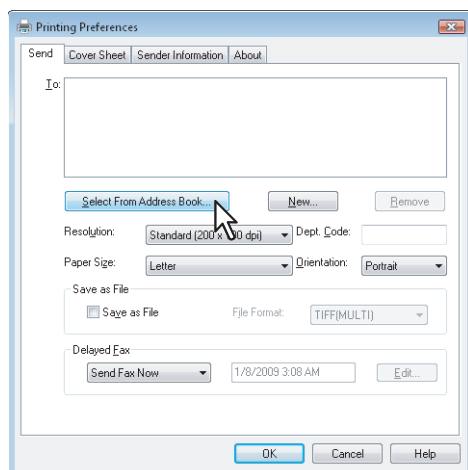 Printing Preferences
Send Cover Sheet Sender Information About
To:
Select From Address Book... New... Remove
Resolution: Standard (200 x 00 dpi) Dept. Code:
Paper Size: Letter Orientation: Portrait
Save as File
Save as File File Format: TIFF(MULTI)
Delayed Fax
Send Fax Now 1/8/2009 3:08 AM Edit...
OK Cancel Help